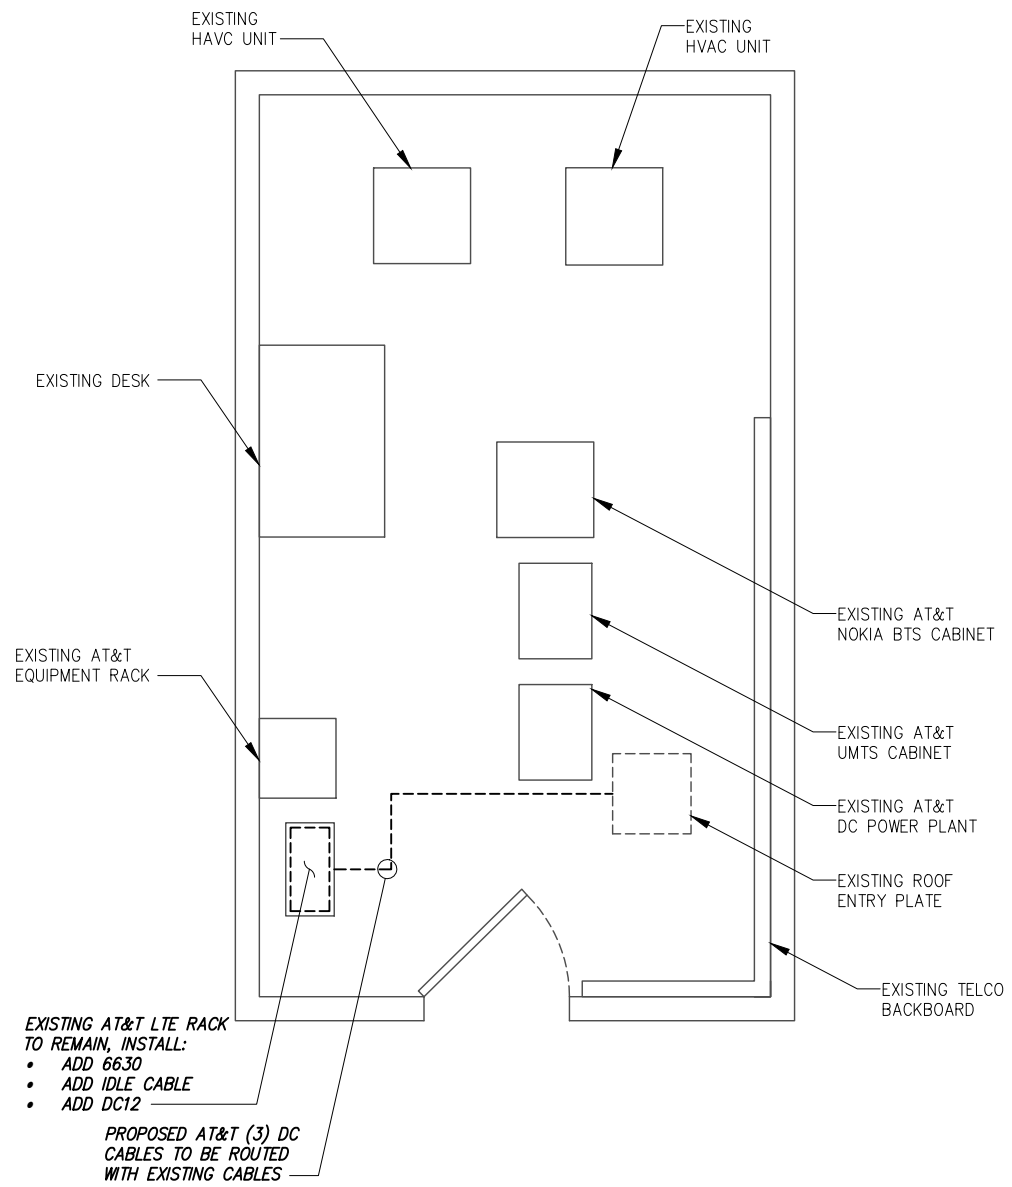 EXISTING
HAVC UNIT
EXISTING
HVAC UNIT
EXISTING DESK
EXISTING AT&T
NOKIA BTS CABINET
EXISTING AT&T
EQUIPMENT RACK
EXISTING AT&T
UMTS CABINET
EXISTING AT&T
DC POWER PLANT
EXISTING ROOF
ENTRY PLATE
EXISTING TELCO
BACKBOARD
EXISTING AT&T LTE RACK
TO REMAIN, INSTALL:
• ADD 6630
• ADD IDLE CABLE
• ADD DC12
PROPOSED AT&T (3) DC
CABLES TO BE ROUTED
WITH EXISTING CABLES